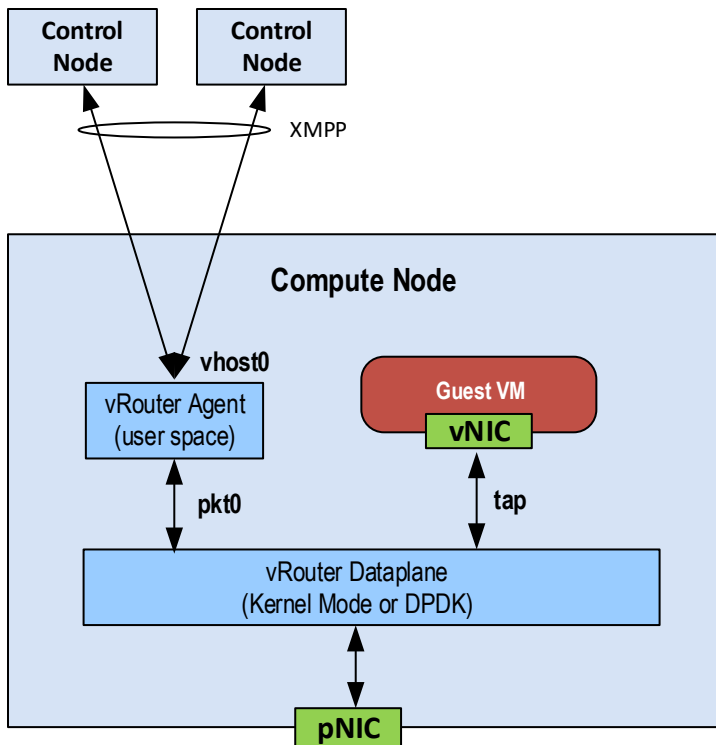 Control
Node
Control
Node
XMPP
Compute Node
vhost0
vRouter Agent
(user space)
Guest VM
vNIC
pkt0
tap
vRouter Dataplane
(Kernel Mode or DPDK)
pNIC